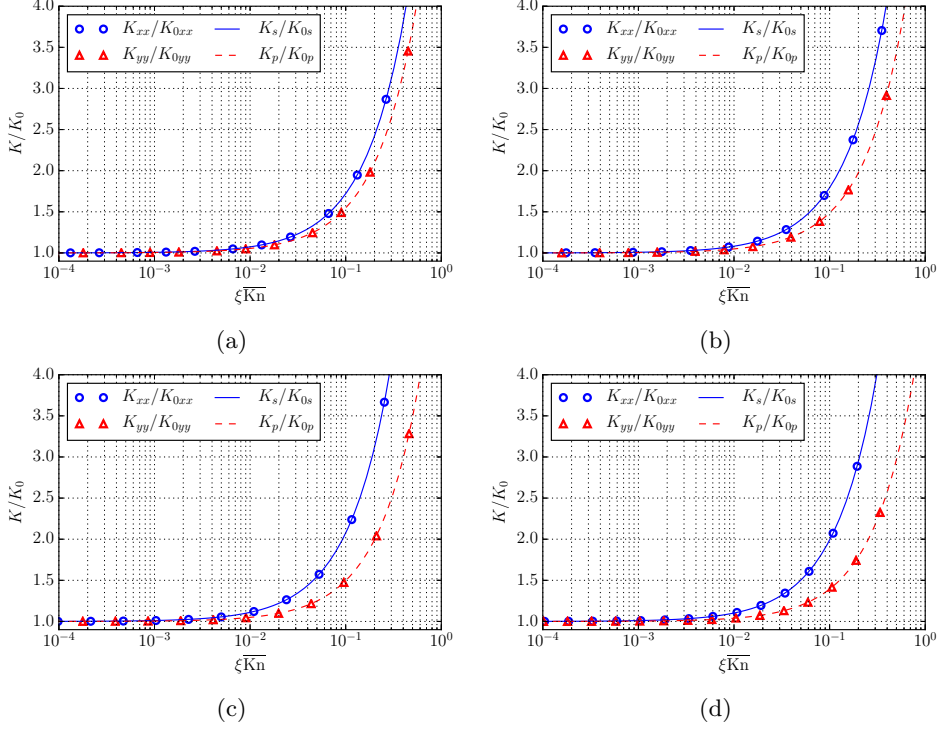 4.0
3.5
3.0
2.5
2.0
1.5
1.0
K/K_0
K_{xx}/K_{0xx}
K_s/K_{0s}
K_{yy}/K_{0yy}
K_p/K_{0p}
10^{-4} 10^{-3} 10^{-2} 10^{-1} 10^0
ξ\overline{Kn}
(a)
4.0
3.5
3.0
2.5
2.0
1.5
1.0
K/K_0
K_{xx}/K_{0xx}
K_s/K_{0s}
K_{yy}/K_{0yy}
K_p/K_{0p}
10^{-4} 10^{-3} 10^{-2} 10^{-1} 10^0
ξ\overline{Kn}
(b)
4.0
3.5
3.0
2.5
2.0
1.5
1.0
K/K_0
K_{xx}/K_{0xx}
K_s/K_{0s}
K_{yy}/K_{0yy}
K_p/K_{0p}
10^{-4} 10^{-3} 10^{-2} 10^{-1} 10^0
ξ\overline{Kn}
(c)
4.0
3.5
3.0
2.5
2.0
1.5
1.0
K/K_0
K_{xx}/K_{0xx}
K_s/K_{0s}
K_{yy}/K_{0yy}
K_p/K_{0p}
10^{-4} 10^{-3} 10^{-2} 10^{-1} 10^0
ξ\overline{Kn}
(d)